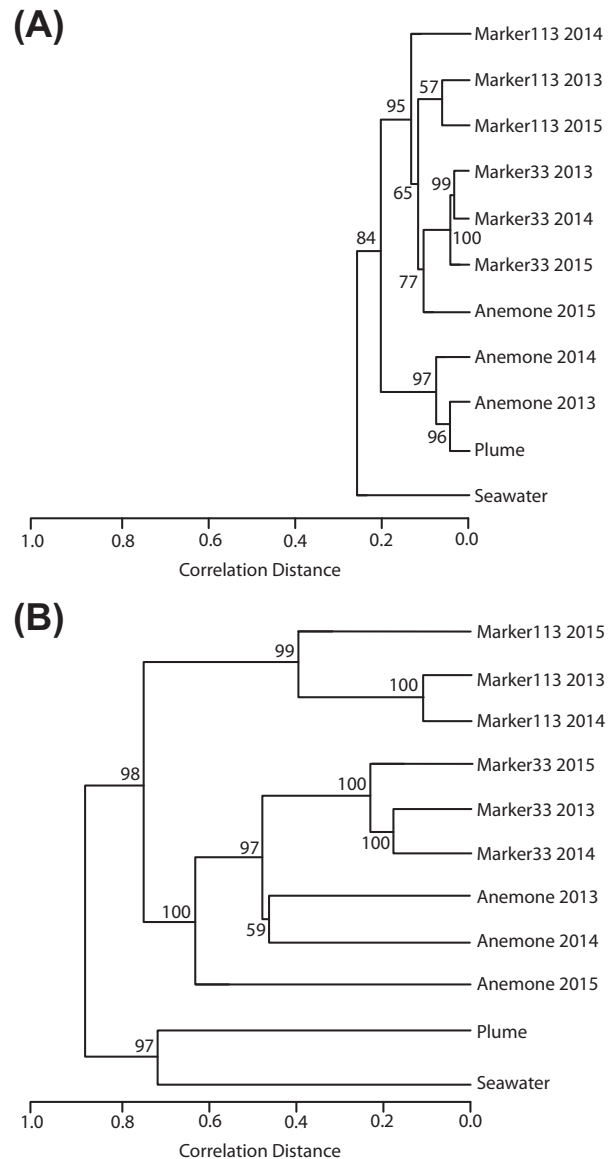 (A)
Marker113 2014
57
Marker113 2013
95
Marker113 2015
99
Marker33 2013
65
Marker33 2014
84
100
Marker33 2015
77
Anemone 2015
Anemone 2014
97
Anemone 2013
96
Plume
Seawater
1.0 0.8 0.6 0.4 0.2 0.0
Correlation Distance
(B)
Marker113 2015
99
Marker113 2013
100
Marker113 2014
98
Marker33 2015
100
Marker33 2013
100
Marker33 2014
97
Anemone 2013
100
59
Anemone 2014
Anemone 2015
Plume
97
Seawater
1.0 0.8 0.6 0.4 0.2 0.0
Correlation Distance